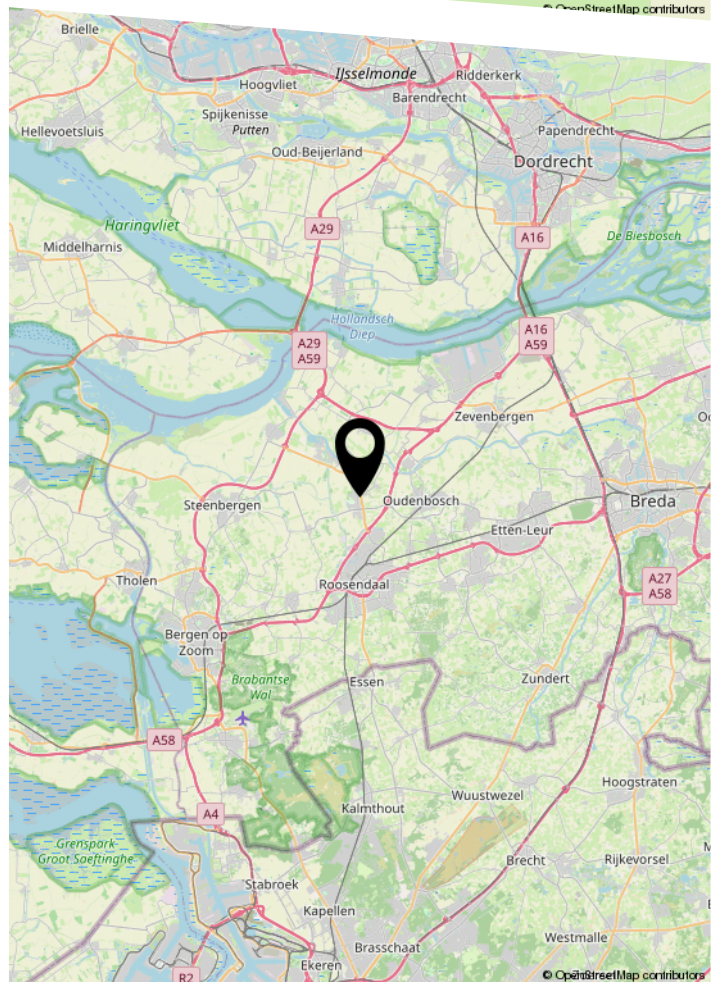 © OpenStreetMap contributors
Brielle
IJsselmonde
Ridderkerk
Hoogvliet
Barendrecht
Spijkenisse
Putten
Papendrecht
Hellevoetsluis
Oud-Beijerland
Dordrecht
Haringvliet
A29
A16
De Biesbosch
Middelharnis
Hollandsch
Diep
A29
A59
A16
A59
Zevenbergen
Steenbergen
Oudenbosch
Breda
Etten-Leur
Tholen
Roosendaal
A27
A58
Bergen op
Zoom
Brabantse
Wal
Essen
Zundert
A58
Hoogstraten
Wuustwezel
A4
Kalmthout
Grenspark
Groot Saeftinghe
Brecht
Rijkevorsel
Stabroek
Kapellen
Westmalle
Brasschaat
Ekeren
R2
© OpenStreetMap contributors